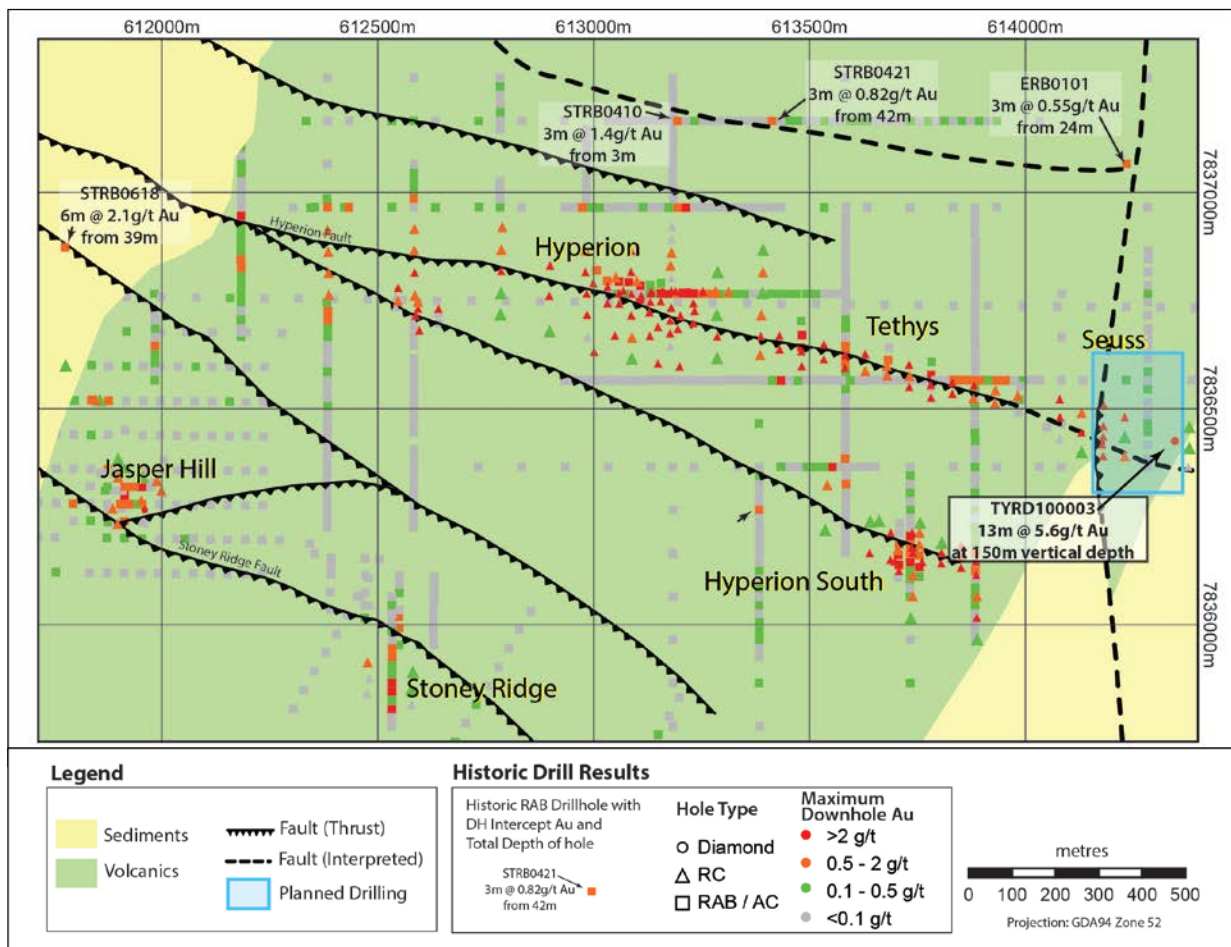 612000m
612500m
613000m
613500m
614000m
STRB0421
3m @ 0.82g/t Au
from 42m
ERB0101
3m @ 0.55g/t Au
from 24m
STRB0410
3m @ 1.4g/t Au
from 3m
STRB0618
6m @ 2.1g/t Au
from 39m
7837000m
Hyperion Fault
Hyperion
Tethys
Seuss
7836500m
Jasper Hill
TYRD100003
13m @ 5.6g/t Au
at 150m vertical depth
Stoney Ridge Fault
Hyperion South
7836000m
Stoney Ridge
Legend
Sediments
Volcanics
Fault (Thrust)
Fault (Interpreted)
Planned Drilling
Historic Drill Results
Historic RAB Drillhole with
DH Intercept Au and
Total Depth of hole
STRB0421
3m @ 0.82g/t Au
from 42m
Hole Type
Diamond
RC
RAB / AC
Maximum
Downhole Au
>2 g/t
0.5 - 2 g/t
0.1 - 0.5 g/t
<0.1 g/t
metres
0 100 200 300 400 500
Projection: GDA94 Zone 52